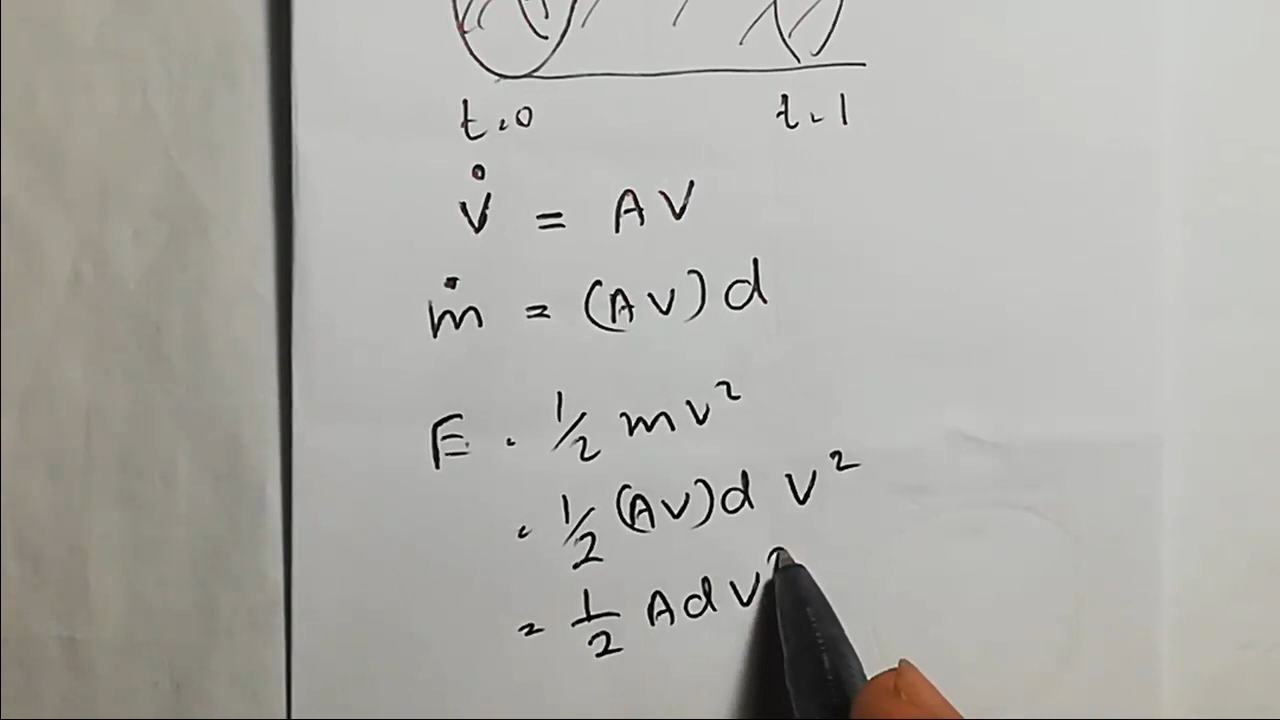 t=0 t=1
V̇ = AV
ṁ = (AV)d
E = 1/2 mv²
= 1/2 (AV)d V²
= 1/2 AdV